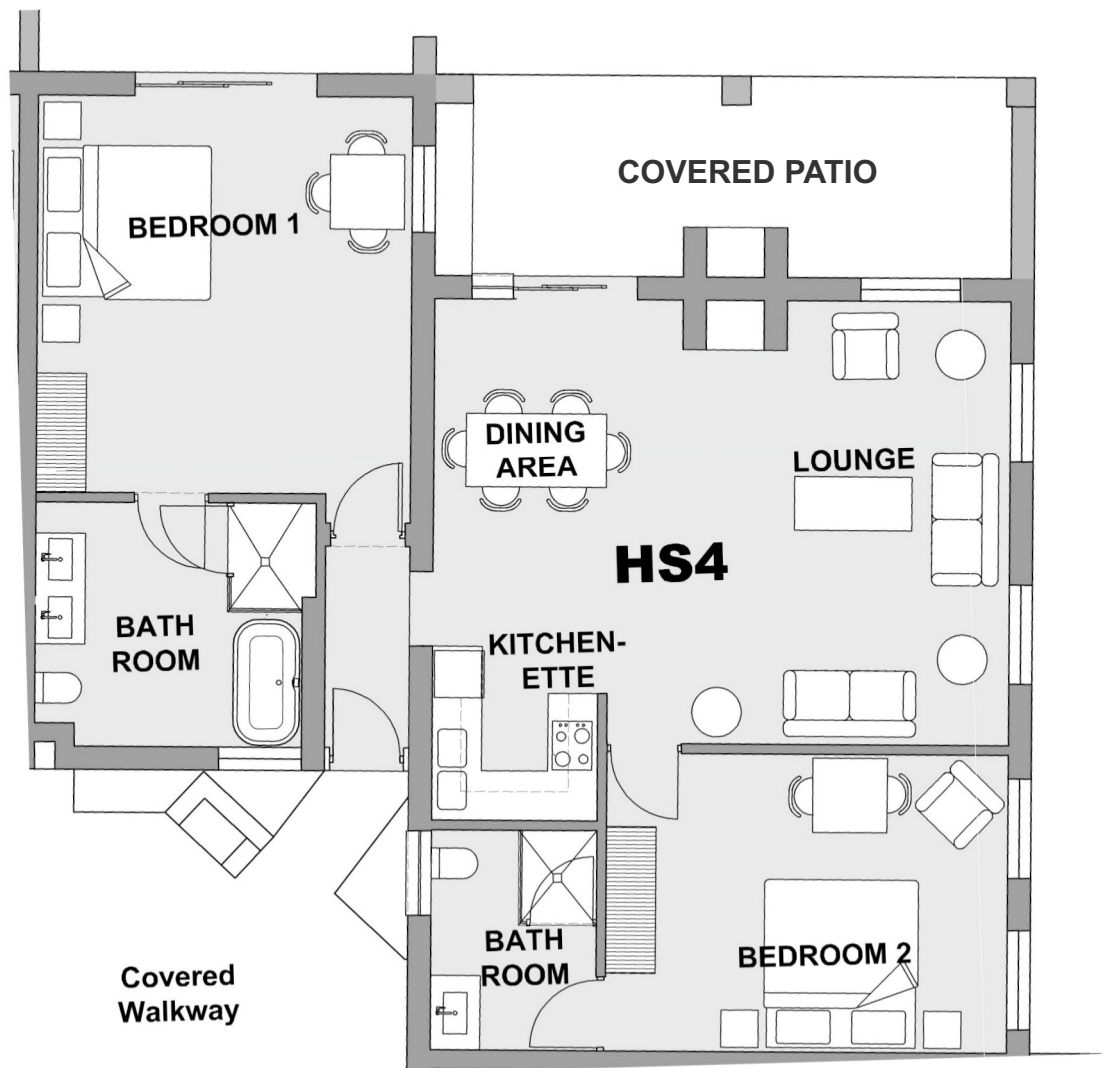 COVERED PATIO
BEDROOM 1
DINING
AREA
LOUNGE
HS4
BATH
ROOM
KITCHEN-
ETTE
BATH
ROOM
BEDROOM 2
Covered
Walkway